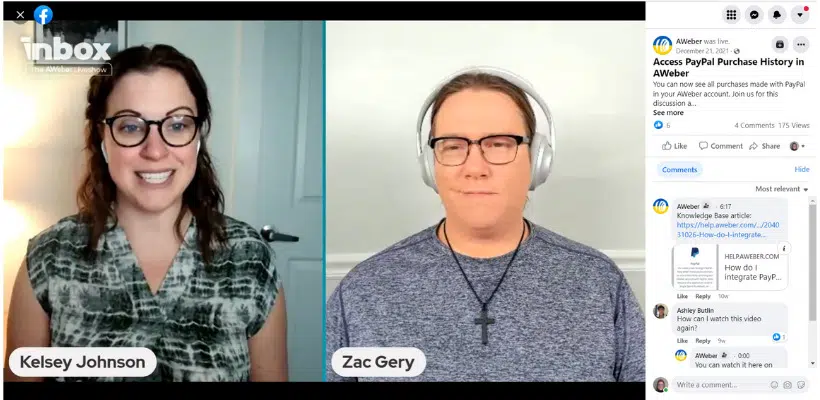 inbox
The AWeber liveshow
Kelsey Johnson
Zac Gery
AWeber was live.
December 21, 2021 ·
Access PayPal Purchase History in
AWeber
You can now see all purchases made with PayPal
in your AWeber account. Join us for this
discussion a...
See more
6
4 Comments 175 Views
Like
Comment
Share
Comments
Hide
Most relevant
AWeber · 6:17
Knowledge Base article:
https://help.aweber.com/.../2040
31026-How-do-I-integrate...
PayPal
HELP.AWEBER.COM
How do I
integrate PayP...
Like Reply 10w
Ashley Butlin
How can I watch this video
again?
Like Reply 9w
AWeber · 0:00
You can watch it here on
Write a comment...